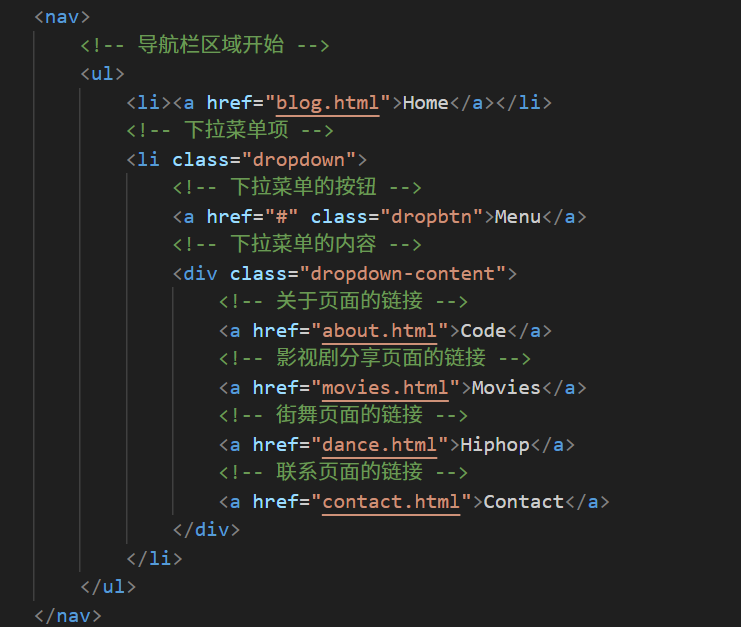 <nav>
<!-- 导航栏区域开始 -->
<ul>
<li><a href="blog.html">Home</a></li>
<!-- 下拉菜单项 -->
<li class="dropdown">
<!-- 下拉菜单的按钮 -->
<a href="#" class="dropbtn">Menu</a>
<!-- 下拉菜单的内容 -->
<div class="dropdown-content">
<!-- 关于页面的链接 -->
<a href="about.html">Code</a>
<!-- 影视剧分享页面的链接 -->
<a href="movies.html">Movies</a>
<!-- 街舞页面的链接 -->
<a href="dance.html">Hiphop</a>
<!-- 联系页面的链接 -->
<a href="contact.html">Contact</a>
</div>
</li>
</ul>
</nav>